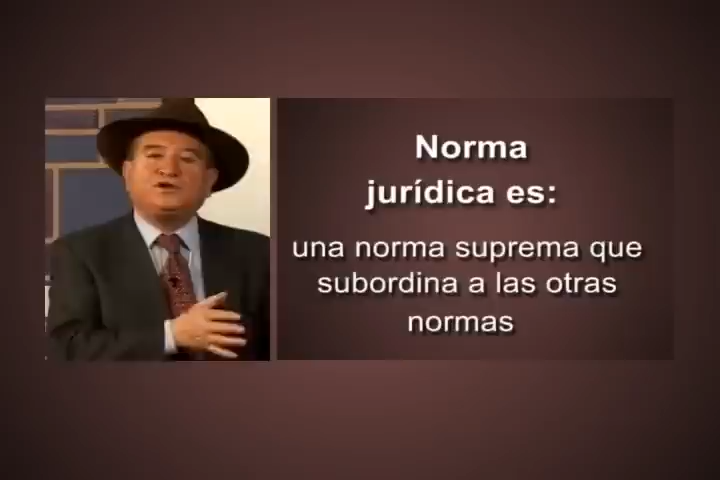 Norma
jurídica es:
una norma suprema que
subordina a las otras
normas